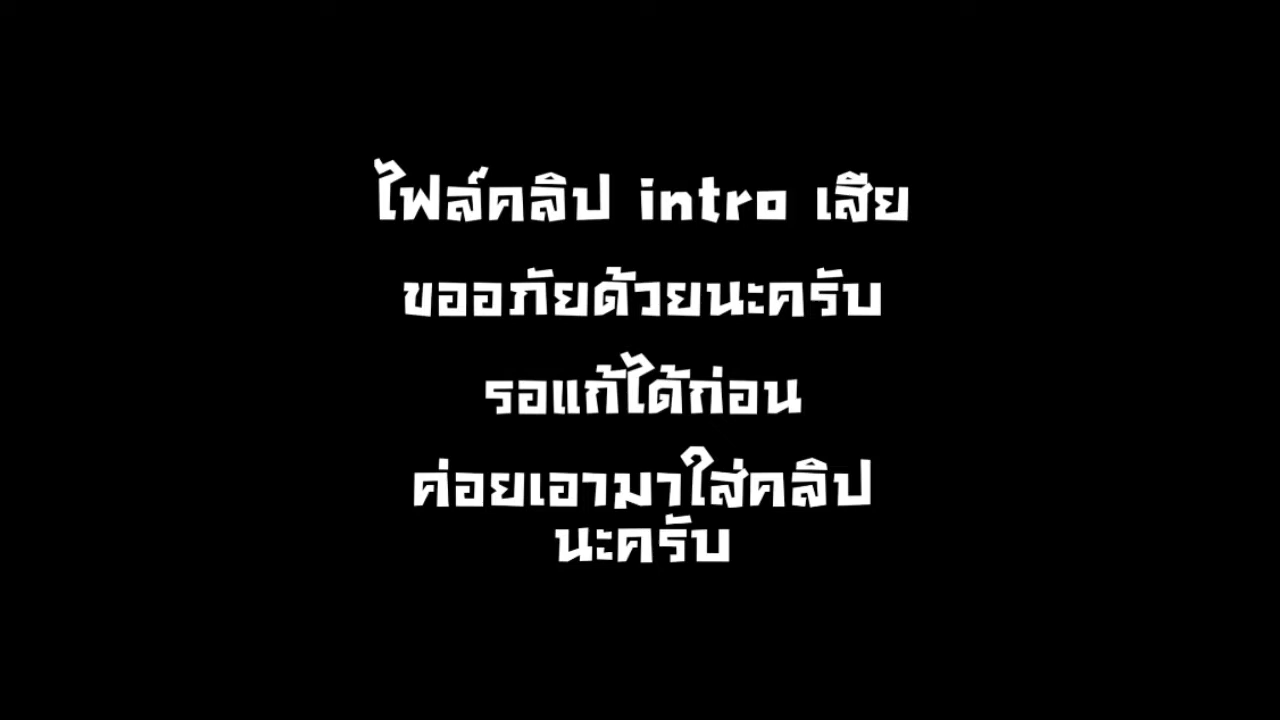 ไฟล์คลิป intro เสีย
ขออภัยด้วยนะครับ
รอแก้ได้ก่อน
ค่อยเอามาใส่คลิป
นะครับ